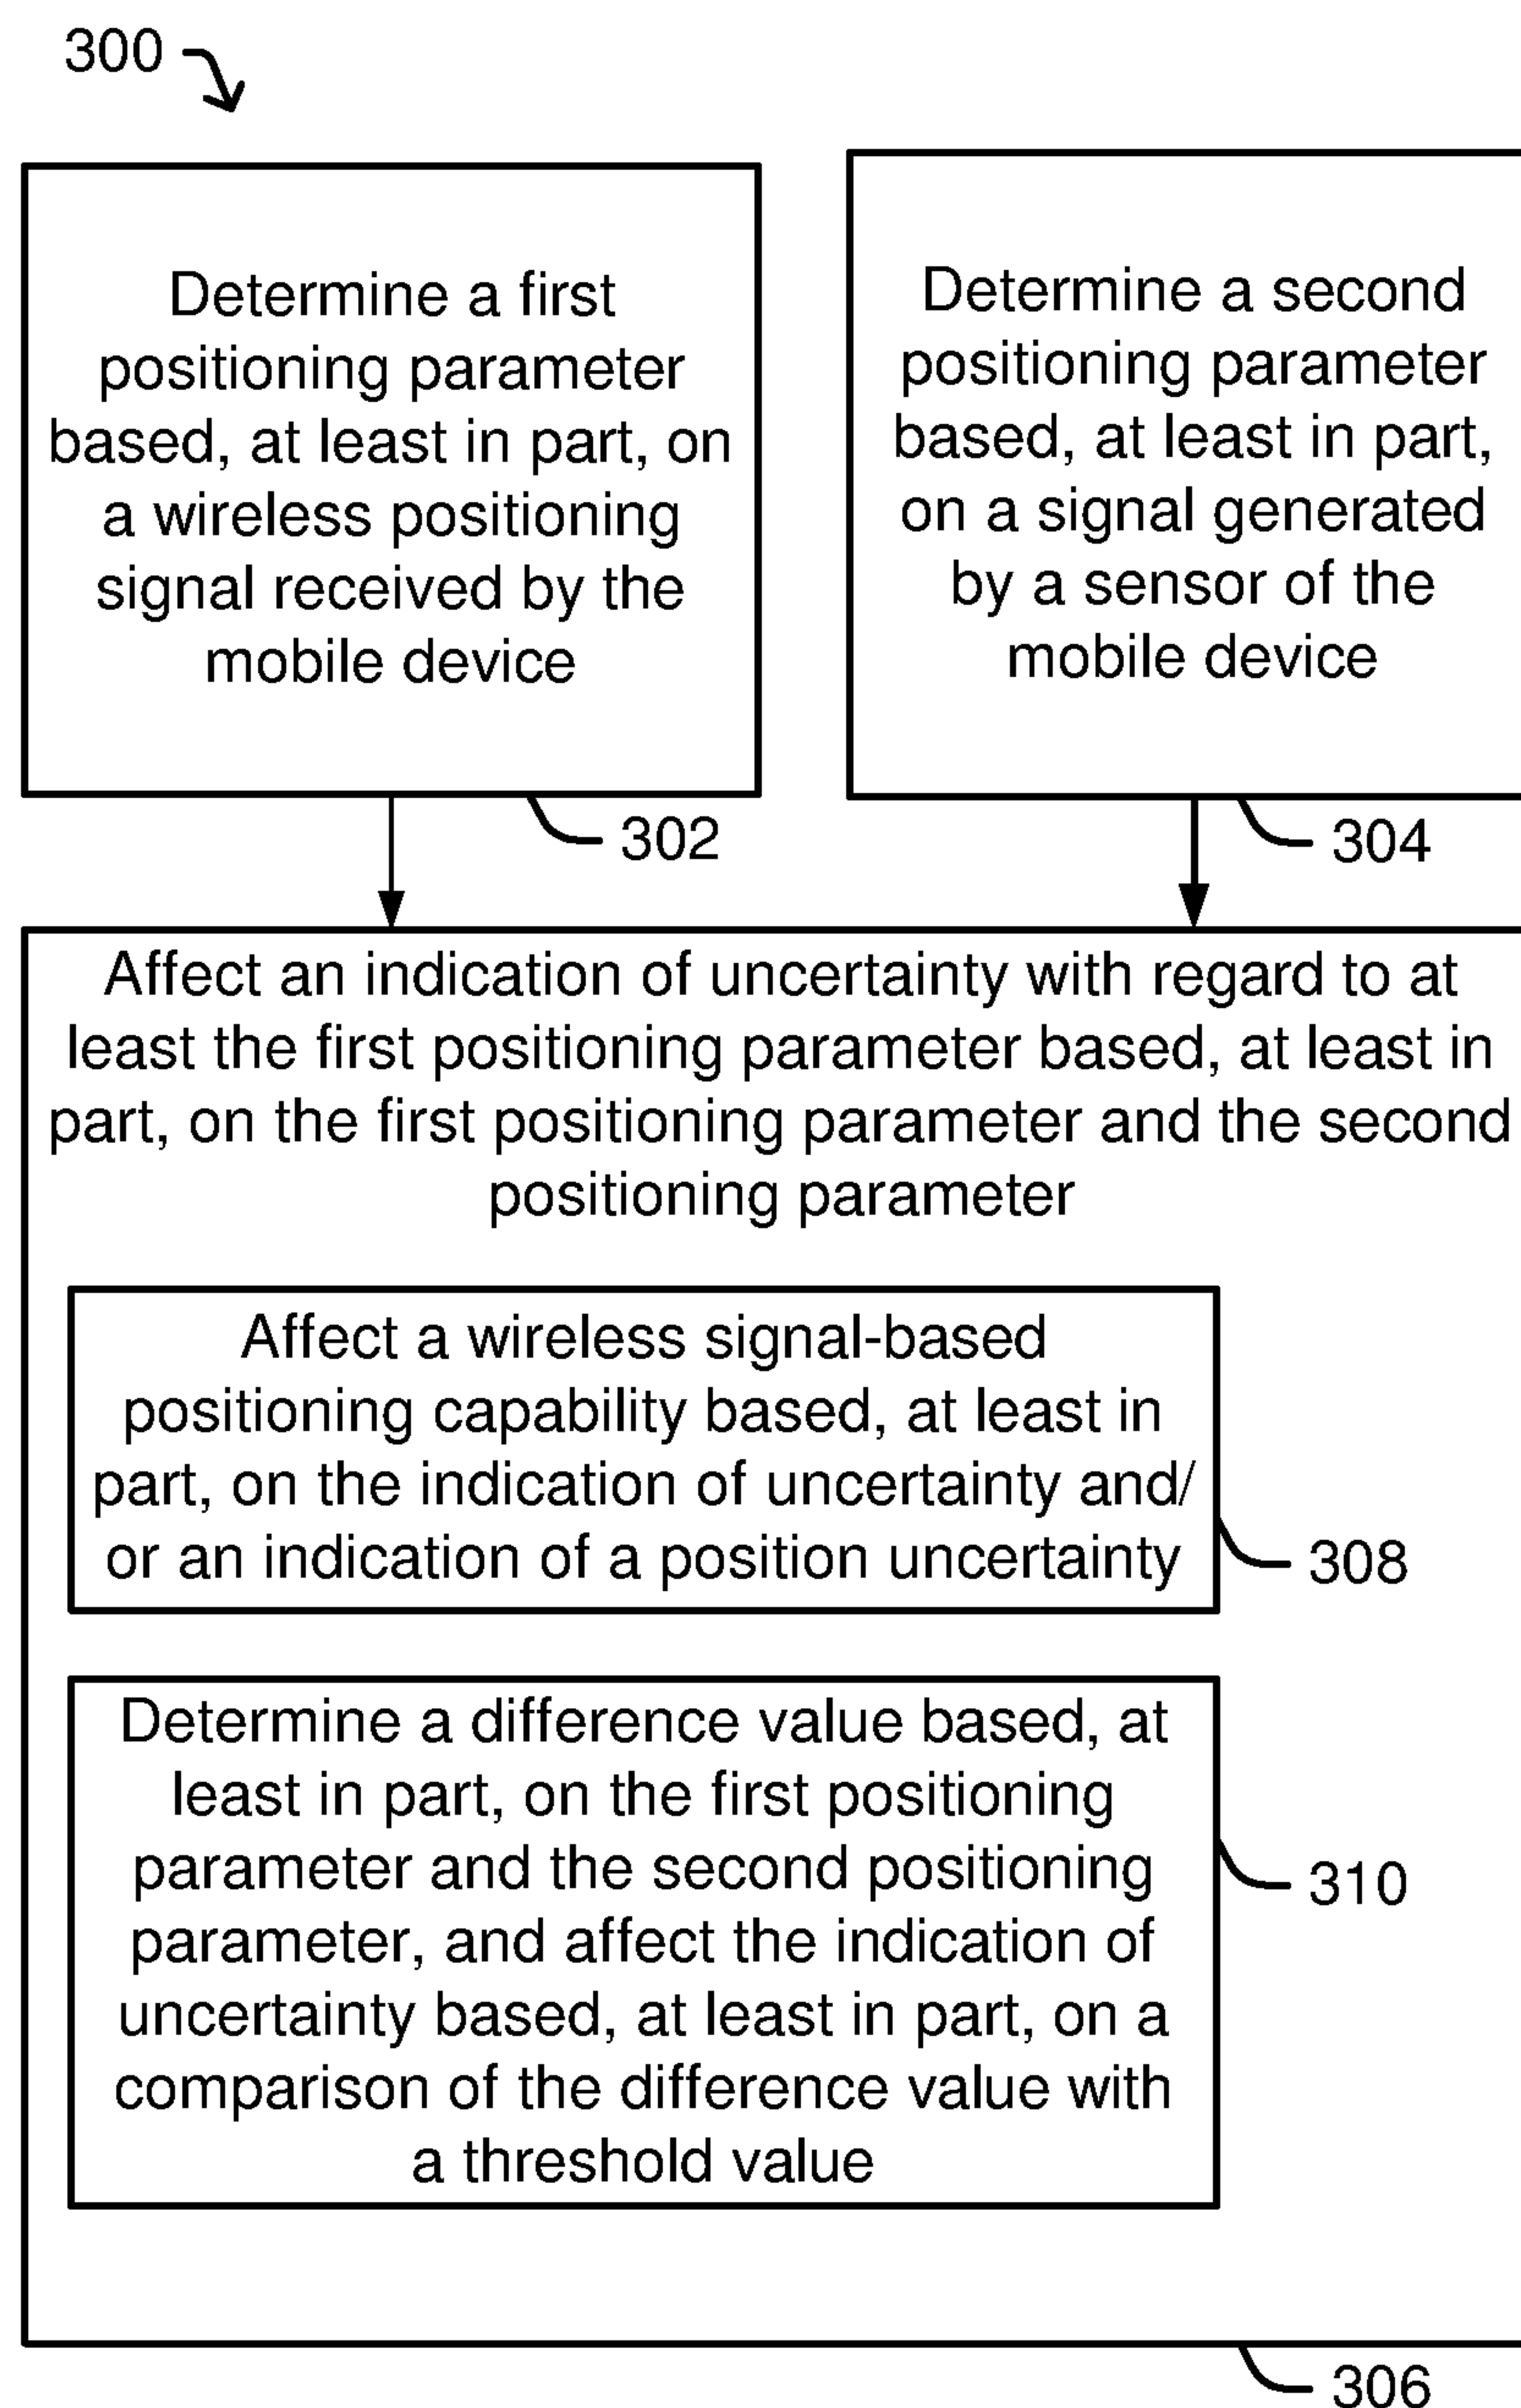 300
Determine a first
positioning parameter
based, at least in part, on
a wireless positioning
signal received by the
mobile device
302
Determine a second
positioning parameter
based, at least in part,
on a signal generated
by a sensor of the
mobile device
304
Affect an indication of uncertainty with regard to at
least the first positioning parameter based, at least in
part, on the first positioning parameter and the second
positioning parameter
Affect a wireless signal-based
positioning capability based, at least in
part, on the indication of uncertainty and/
or an indication of a position uncertainty
308
Determine a difference value based, at
least in part, on the first positioning
parameter and the second positioning
parameter, and affect the indication of
uncertainty based, at least in part, on a
comparison of the difference value with
a threshold value
310
306